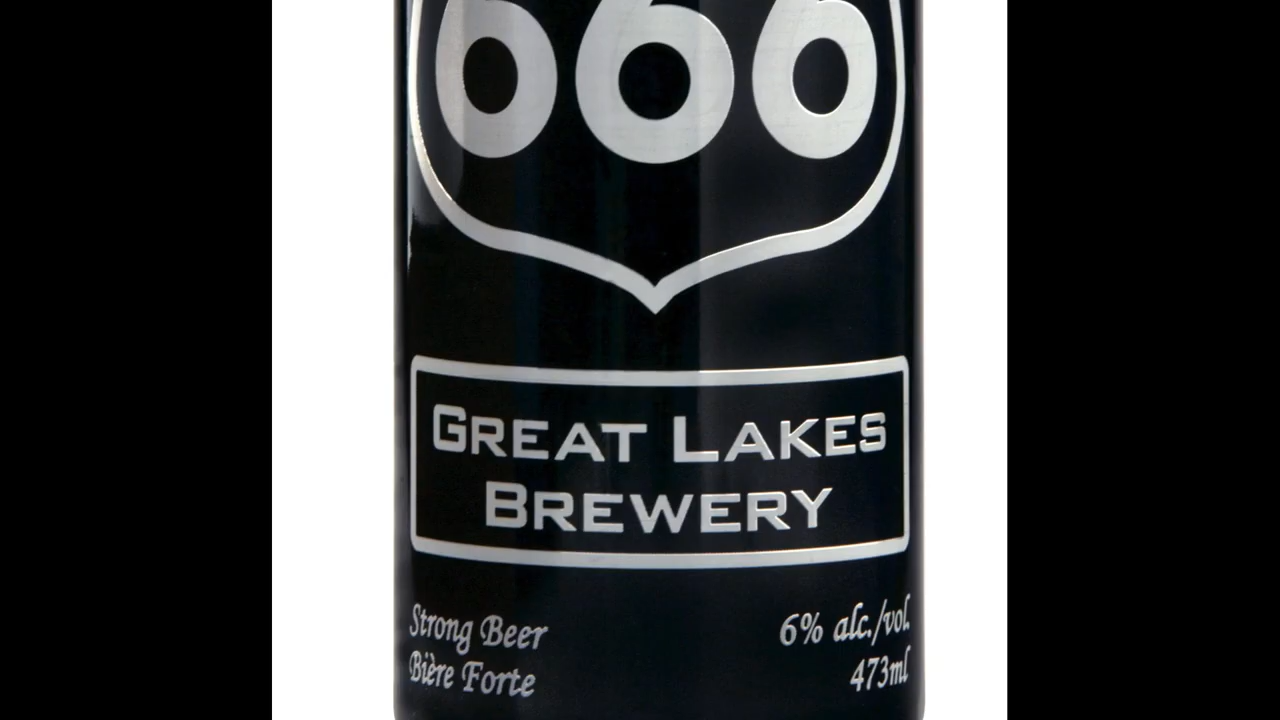 666
GREAT LAKES
BREWERY
Strong Beer
Bière Forte
6% alc./vol.
473ml